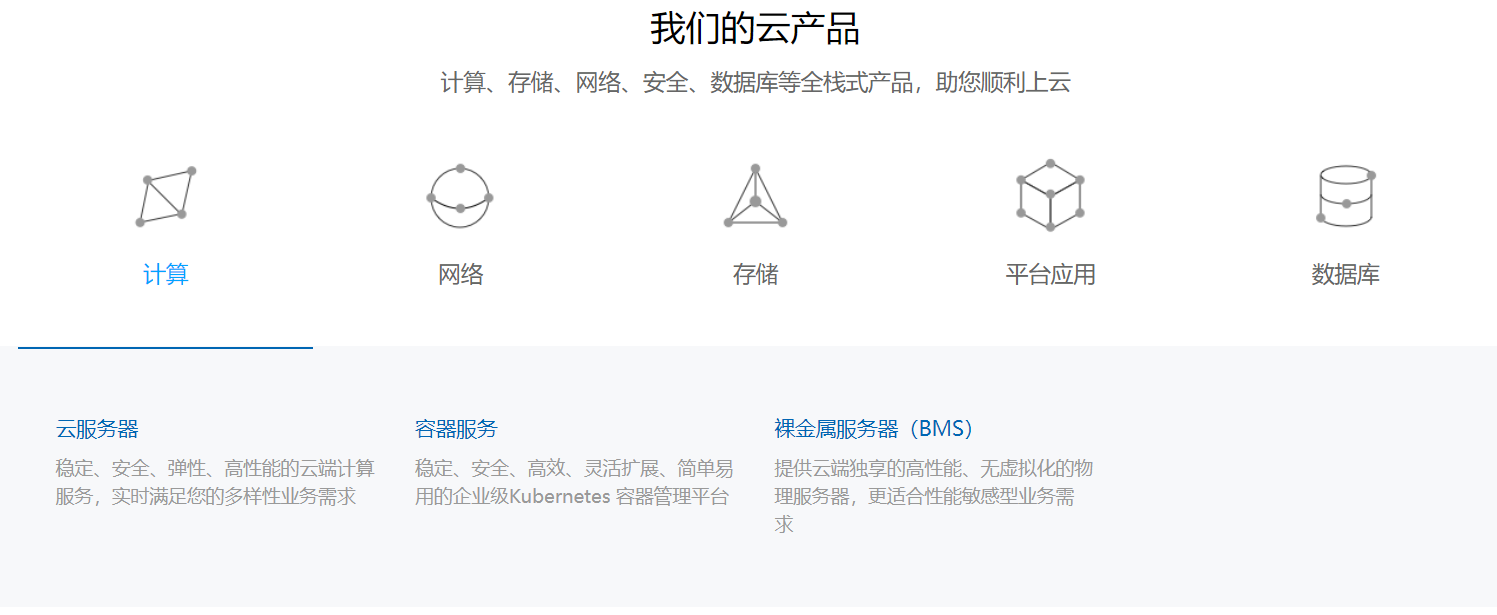 我们的云产品
计算、存储、网络、安全、数据库等全栈式产品，助您顺利上云
计算
网络
存储
平台应用
数据库
云服务器
稳定、安全、弹性、高性能的云端计算
服务，实时满足您的多样性业务需求
容器服务
稳定、安全、高效、灵活扩展、简单易
用的企业级Kubernetes 容器管理平台
裸金属服务器（BMS）
提供云端独享的高性能、无虚拟化的物
理服务器，更适合性能敏感型业务需
求